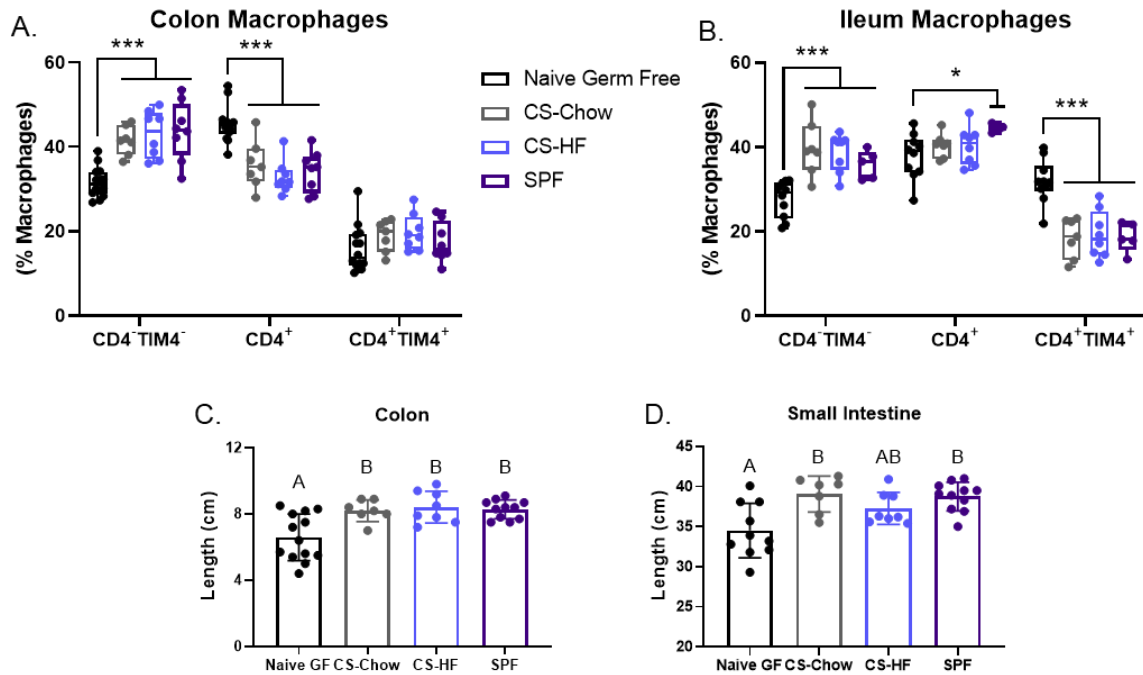 A.
Colon Macrophages
(% Macrophages)
60
40
20
0
***
***
CD4⁻TIM4⁻
CD4⁺
CD4⁺TIM4⁺
Naive Germ Free
CS-Chow
CS-HF
SPF
B.
Ileum Macrophages
(% Macrophages)
60
40
20
0
***
*
***
CD4⁻TIM4⁻
CD4⁺
CD4⁺TIM4⁺
C.
Colon
Length (cm)
12
8
4
0
A
B
B
B
Naive GF
CS-Chow
CS-HF
SPF
D.
Small Intestine
Length (cm)
45
40
35
30
25
20
A
B
AB
B
Naive GF
CS-Chow
CS-HF
SPF